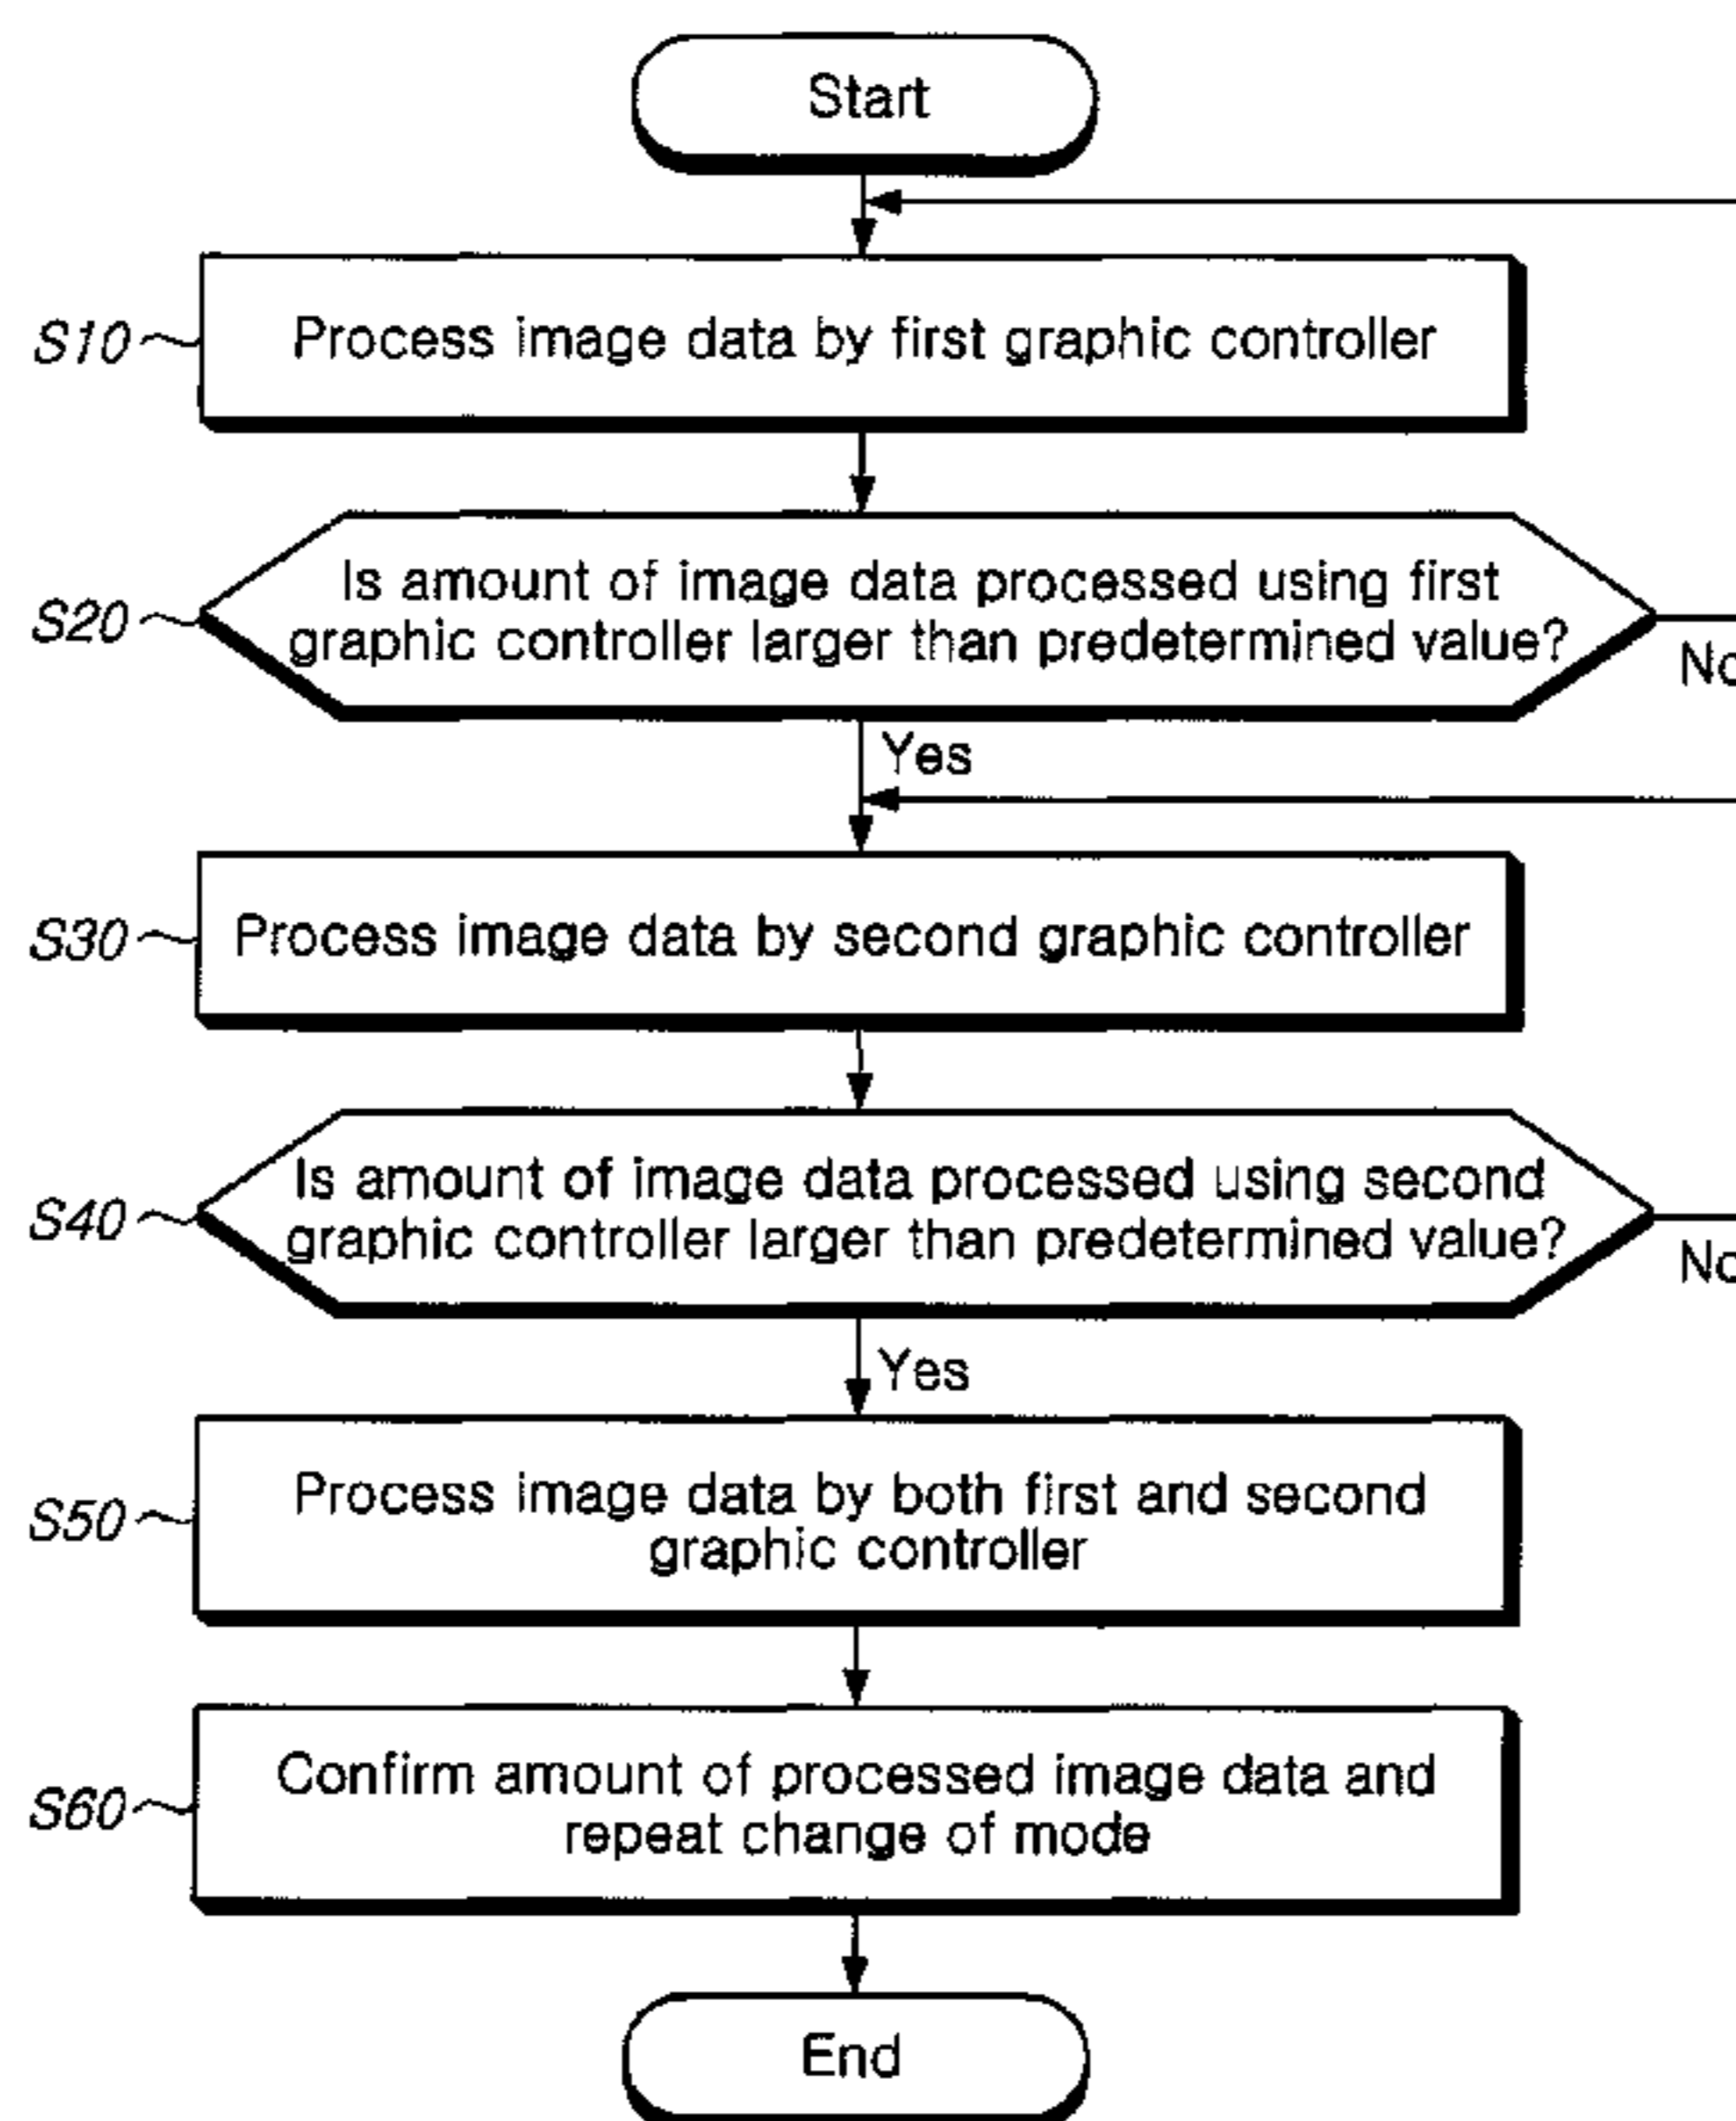 Start
S10
Process image data by first graphic controller
S20
Is amount of image data processed using first
graphic controller larger than predetermined value?
No
Yes
S30
Process image data by second graphic controller
S40
Is amount of image data processed using second
graphic controller larger than predetermined value?
No
Yes
S50
Process image data by both first and second
graphic controller
S60
Confirm amount of processed image data and
repeat change of mode
End